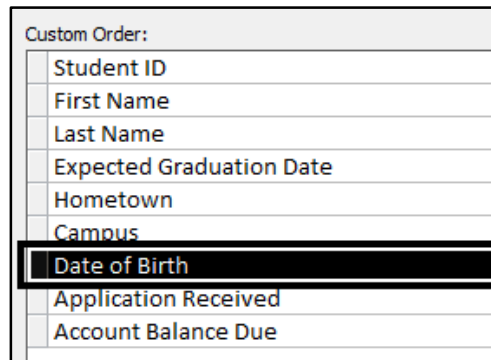 Custom Order:
Student ID
First Name
Last Name
Expected Graduation Date
Hometown
Campus
Date of Birth
Application Received
Account Balance Due